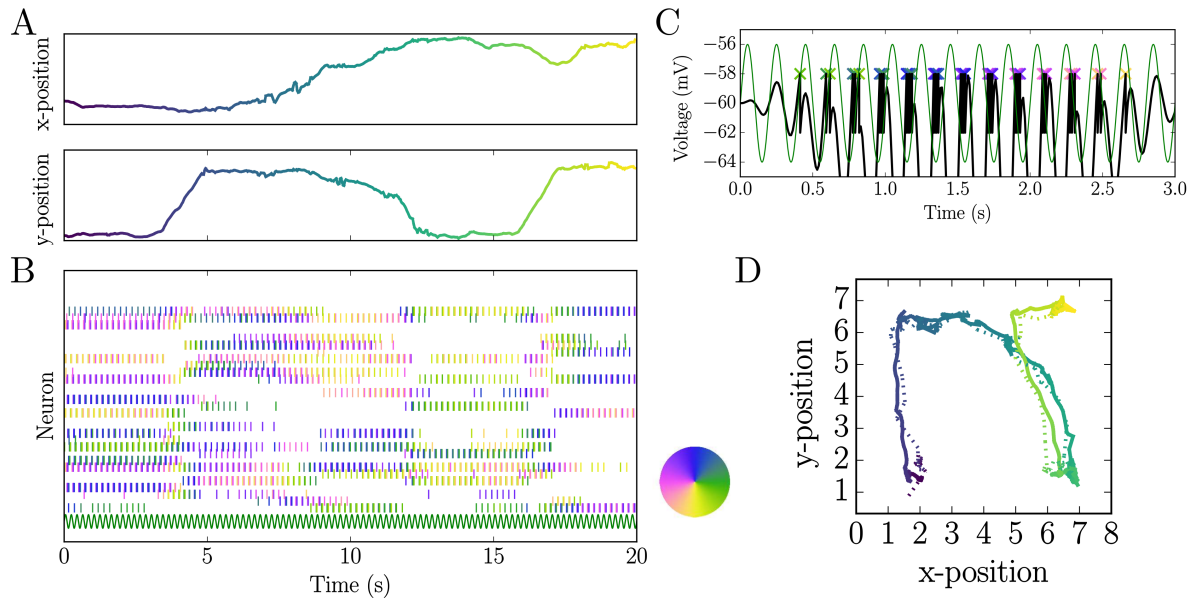 A
x-position
y-position
B
Neuron
0 5 10 15 20
Time (s)
C
−56
−58
−60
−62
−64
Voltage (mV)
0.0 0.5 1.0 1.5 2.0 2.5 3.0
Time (s)
D
7
6
5
4
3
2
1
y-position
0 1 2 3 4 5 6 7 8
x-position